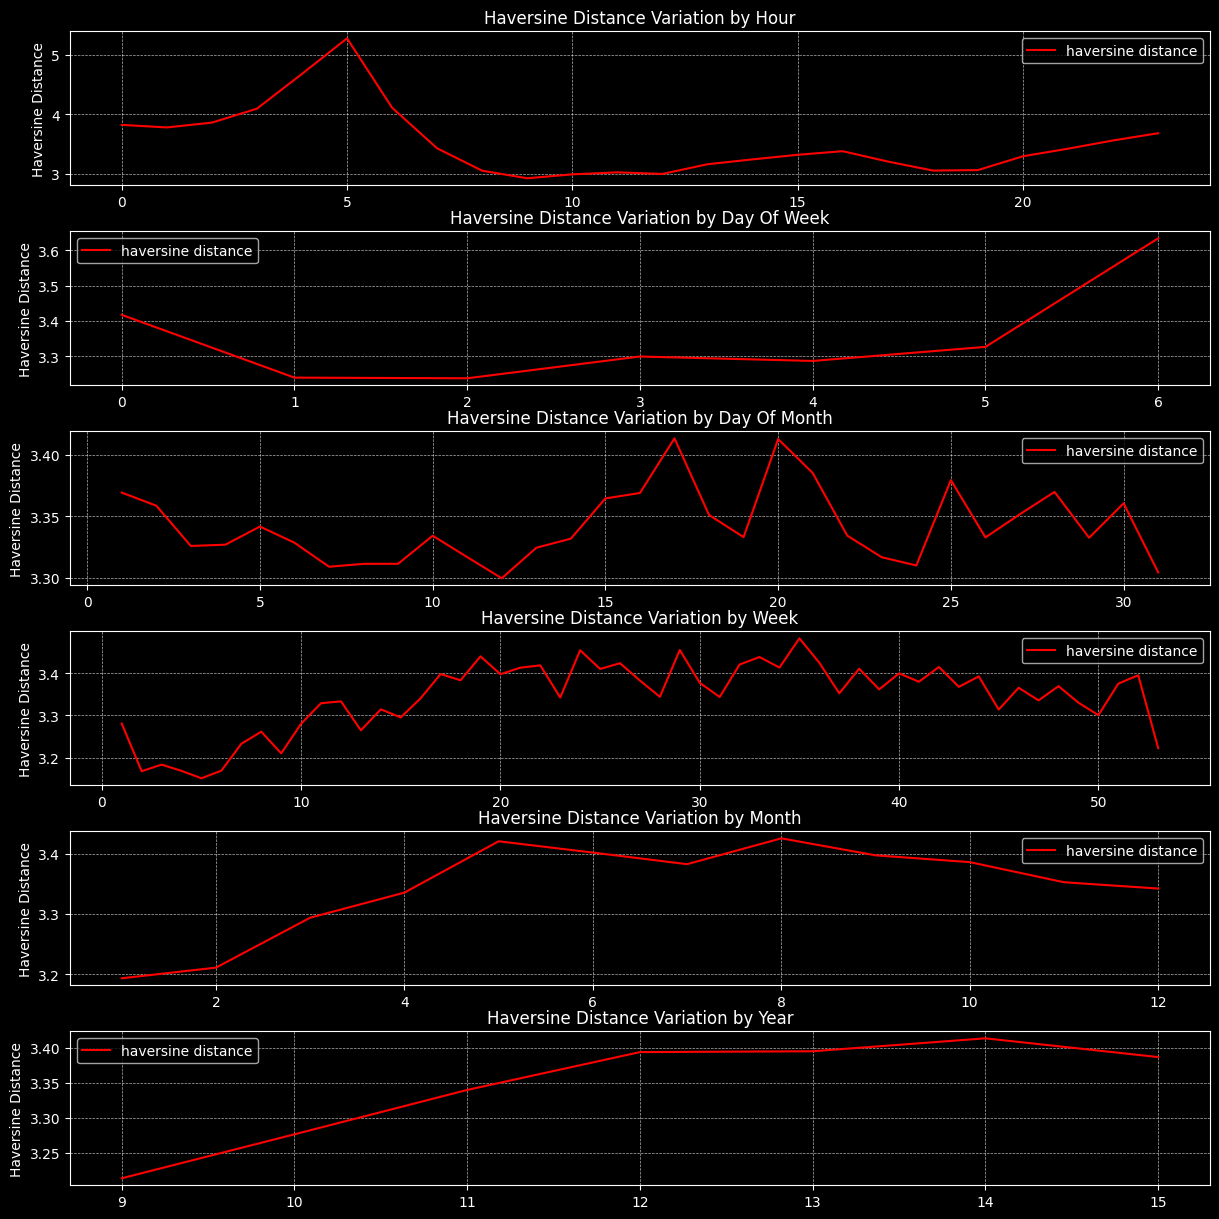 Haversine Distance Variation by Hour
Haversine Distance
5
4
3
haversine distance
0 5 10 15 20
Haversine Distance Variation by Day Of Week
Haversine Distance
3.6
3.5
3.4
3.3
haversine distance
0 1 2 3 4 5 6
Haversine Distance Variation by Day Of Month
Haversine Distance
3.40
3.35
3.30
haversine distance
0 5 10 15 20 25 30
Haversine Distance Variation by Week
Haversine Distance
3.4
3.3
3.2
haversine distance
0 10 20 30 40 50
Haversine Distance Variation by Month
Haversine Distance
3.4
3.3
3.2
haversine distance
2 4 6 8 10 12
Haversine Distance Variation by Year
Haversine Distance
3.40
3.35
3.30
3.25
haversine distance
9 10 11 12 13 14 15